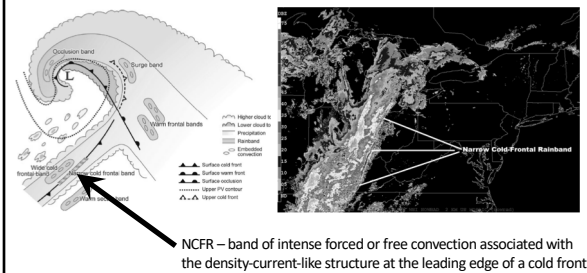 Occlusion band
Surge band
L
Warm frontal bands
Wide cold
frontal band
Narrow cold frontal band
Warm sector band
Higher cloud to
Lower cloud to
Precipitation
Rainband
Embedded
convection
Surface cold front
Surface warm front
Surface occlusion
Upper PV contour
Upper cold front
Narrow Cold-Frontal Rainband
NCFR – band of intense forced or free convection associated with
the density-current-like structure at the leading edge of a cold front